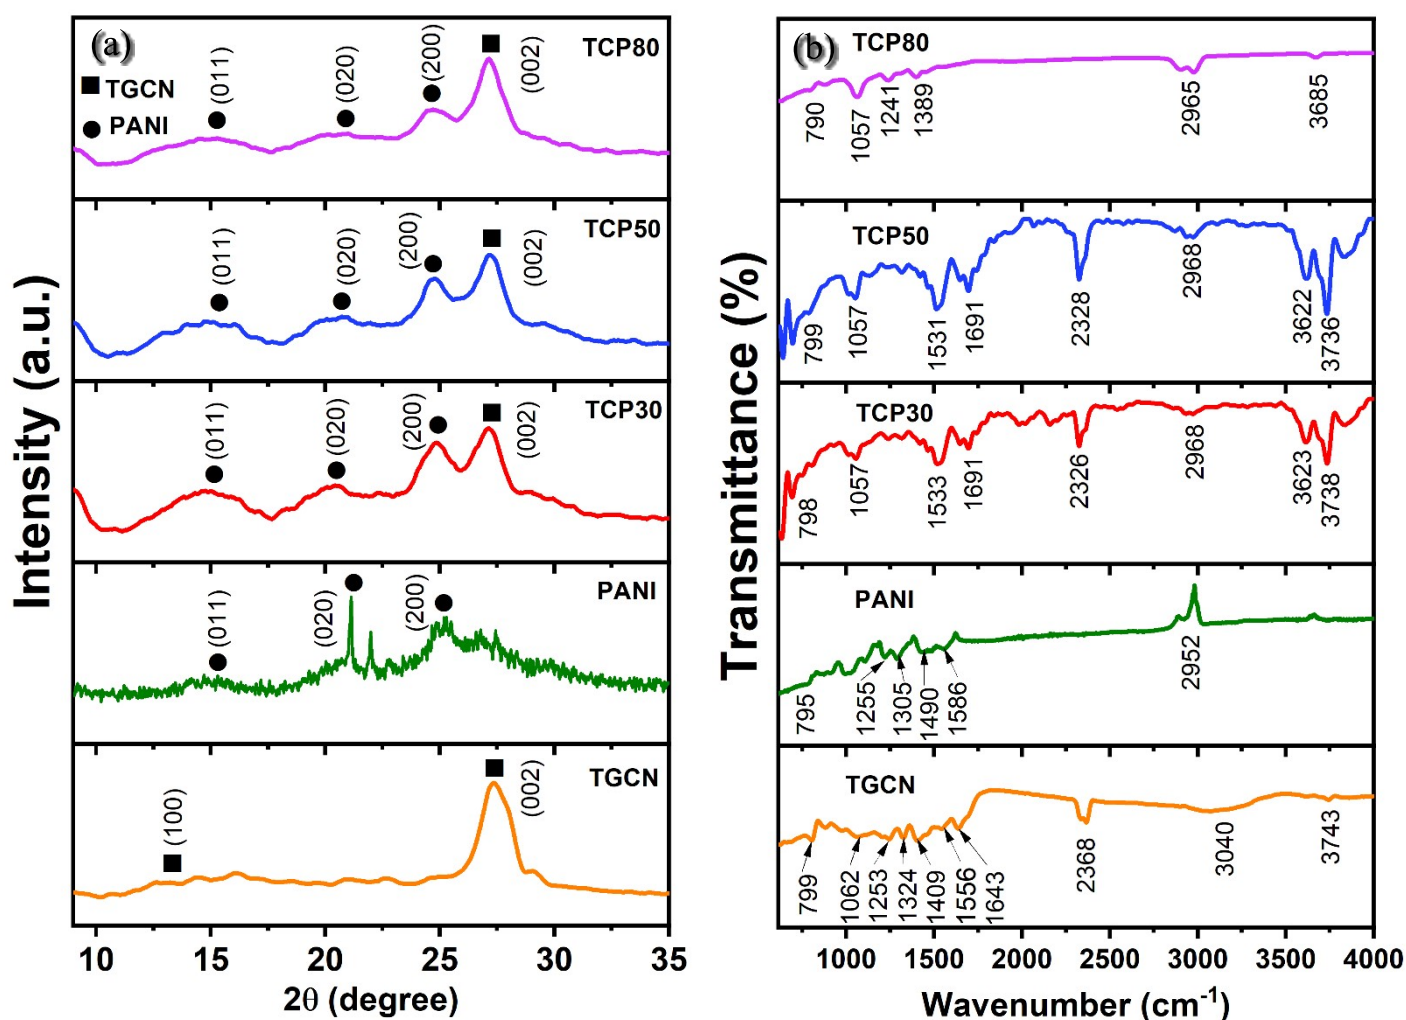 (a)
TCP80
■ TGCN
● PANI
(011)
(020)
(200)
(002)
TCP50
(011)
(020)
(200)
(002)
TCP30
(011)
(020)
(200)
(002)
PANI
(011)
(020)
(200)
TGCN
(100)
(002)
10 15 20 25 30 35
2θ (degree)
Intensity (a.u.)
(b)
TCP80
790
1057
1241
1389
2965
3685
TCP50
799
1057
1531
1691
2328
2968
3622
3736
TCP30
798
1057
1533
1691
2326
2968
3623
3738
PANI
795
1255
1305
1490
1586
2952
TGCN
799
1062
1253
1324
1409
1556
1643
2368
3040
3743
1000 1500 2000 2500 3000 3500 4000
Wavenumber (cm⁻¹)
Transmittance (%)